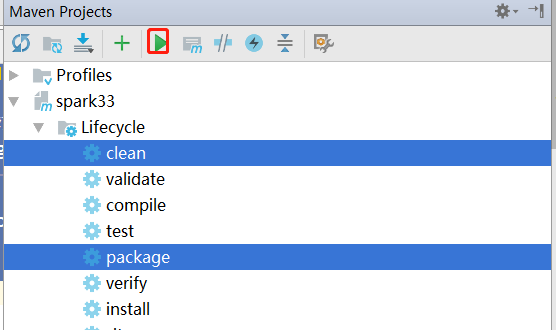 Maven Projects
Profiles
spark33
Lifecycle
clean
validate
compile
test
package
verify
install